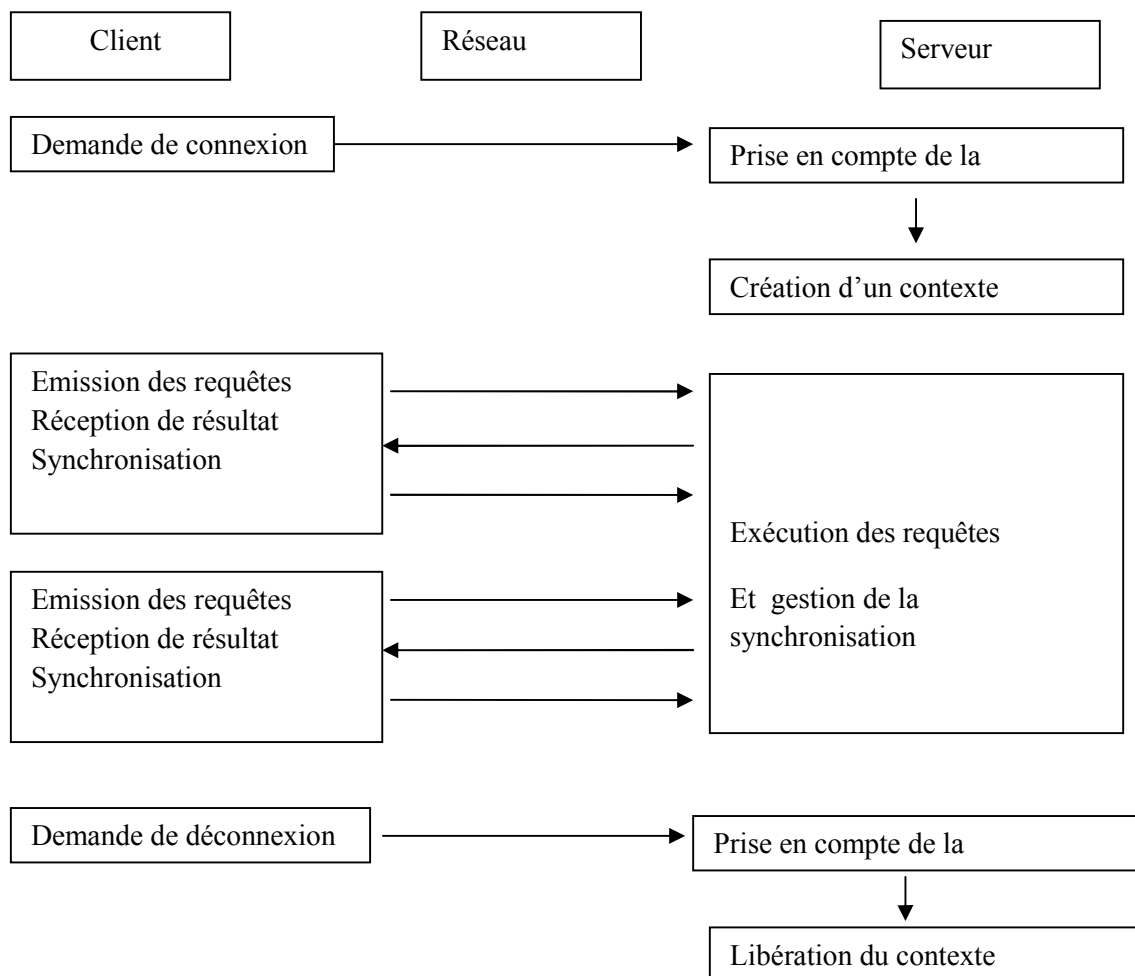 Client
Réseau
Serveur
Demande de connexion
Prise en compte de la
Création d’un contexte
Emission des requêtes
Réception de résultat
Synchronisation
Exécution des requêtes
Et gestion de la
synchronisation
Emission des requêtes
Réception de résultat
Synchronisation
Demande de déconnexion
Prise en compte de la
Libération du contexte